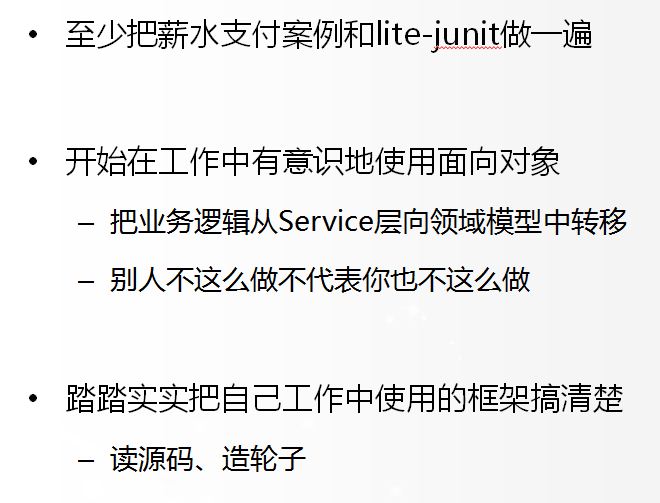 • 至少把薪水支付案例和lite-junit做一遍
• 开始在工作中有意识地使用面向对象
– 把业务逻辑从Service层向领域模型中转移
– 别人不这么做不代表你也不这么做
• 踏踏实实把自己工作中使用的框架搞清楚
– 读源码、造轮子